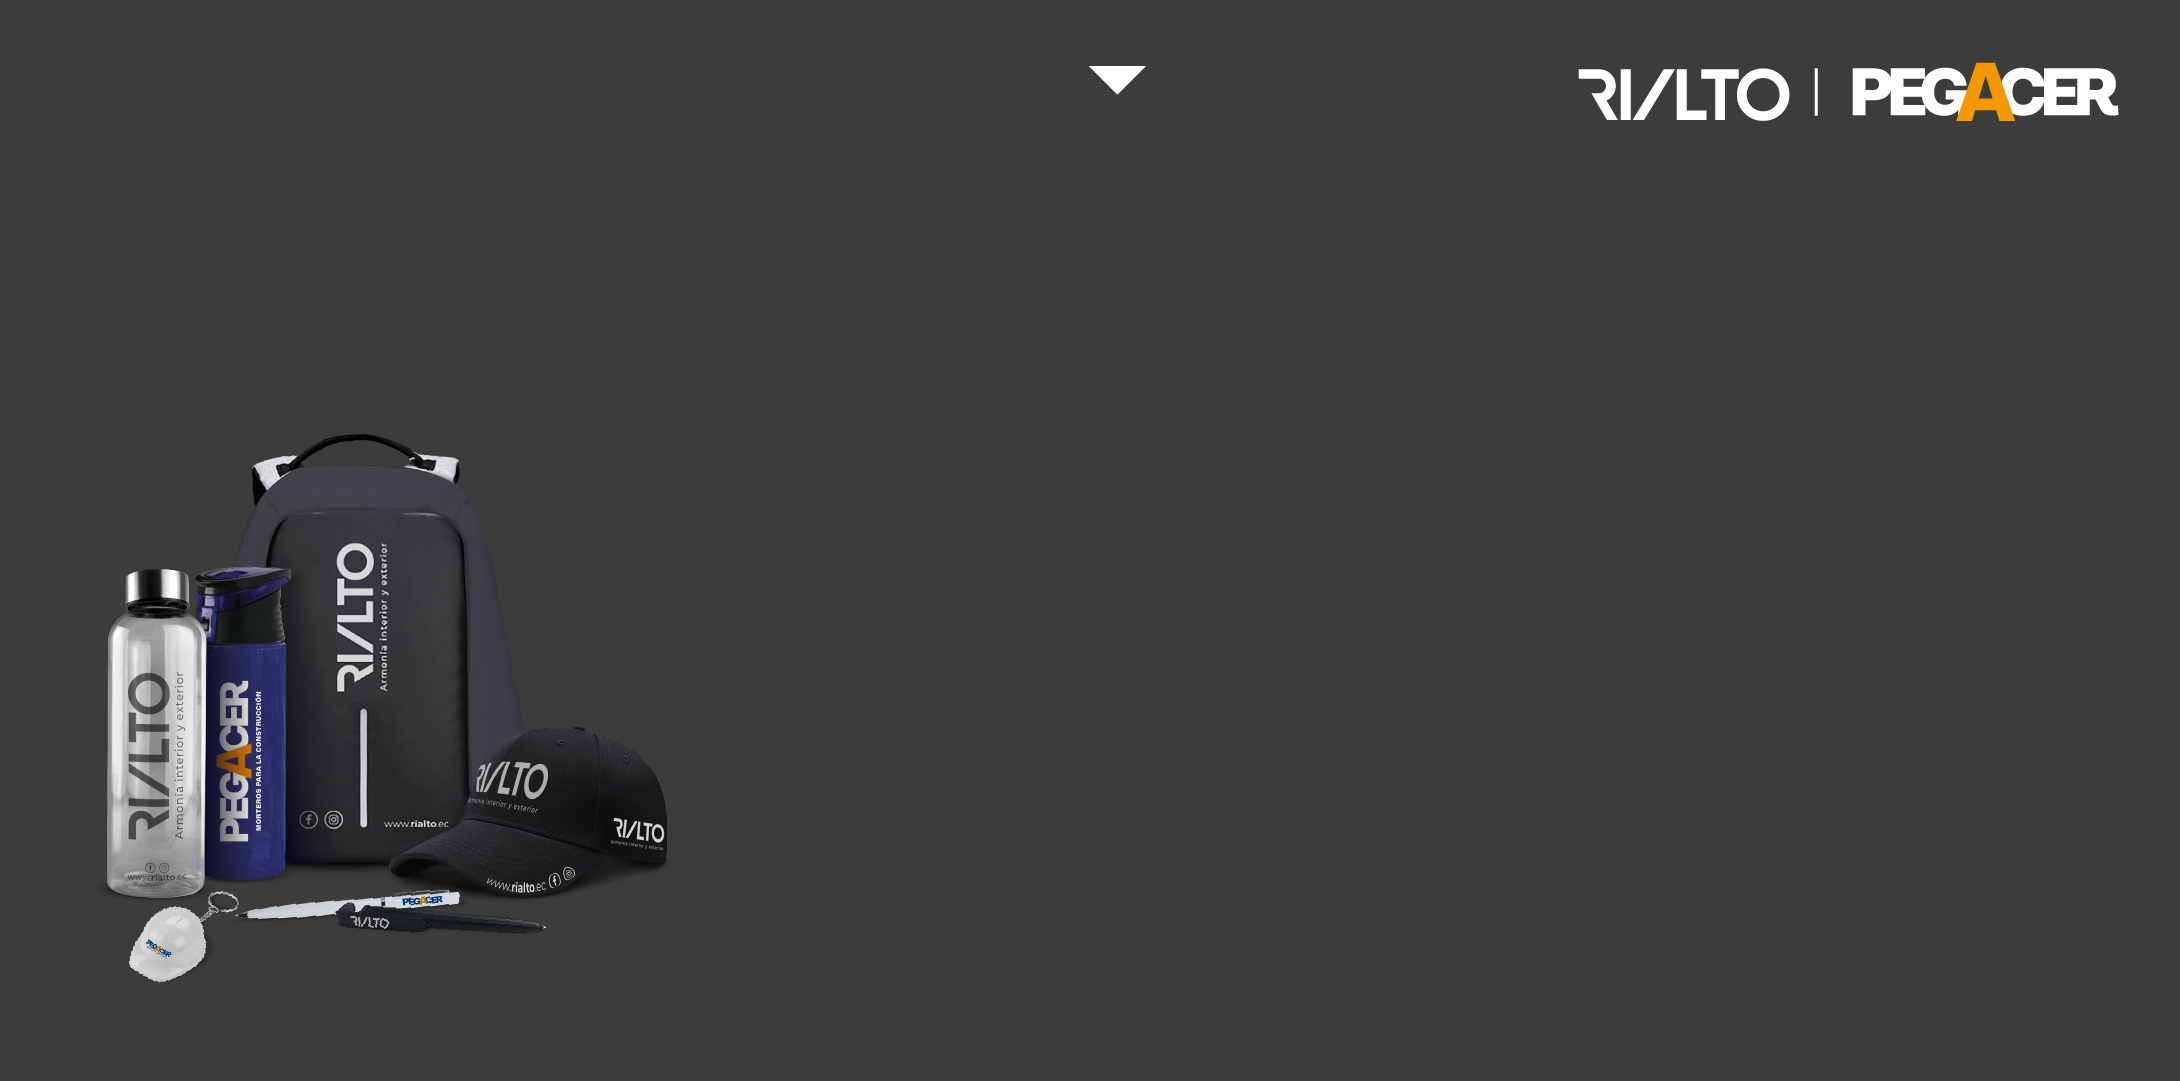 RIALTO | PEGACER
RIALTO
Armonía interior y exterior
www.rialto.ec
RIALTO
Armonía interior y exterior
www.rialto.ec
PEGACER
MORTEROS PARA LA CONSTRUCCIÓN
RIALTO
Armonía interior y exterior
RIALTO
Armonía interior y exterior
www.rialto.ec
PEGACER
RIALTO
PEGACER